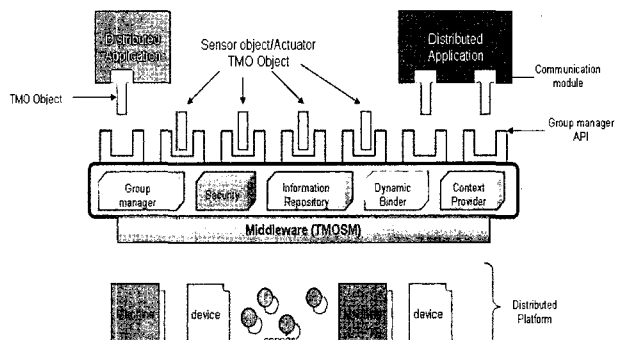 Distributed
Application
Sensor object/Actuator
TMO Object
Distributed
Application
Communication
module
TMO Object
Group manager
API
Group
manager
Security
Information
Repository
Dynamic
Binder
Context
Provider
Middleware (TMOSM)
device
device
Distributed
Platform